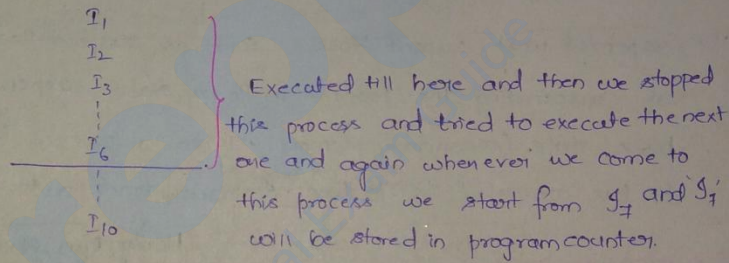 I1
I2
I3
I6
I10
Execated till here and then we stopped
this process and tried to execute the next
one and again whenever we come to
this process we start from I7 and 'I7'
will be stored in program counter.